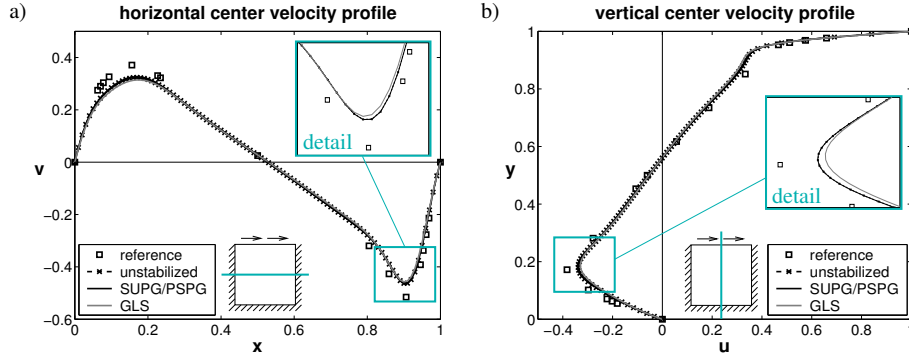 a)
horizontal center velocity profile
0.4
0.2
0
−0.2
−0.4
−0.6
v
0
0.2
0.4
0.6
0.8
1
x
detail
reference
unstabilized
SUPG/PSPG
GLS
b)
vertical center velocity profile
1
0.8
0.6
0.4
0.2
0
y
−0.4
−0.2
0
0.2
0.4
0.6
0.8
1
u
detail
reference
unstabilized
SUPG/PSPG
GLS